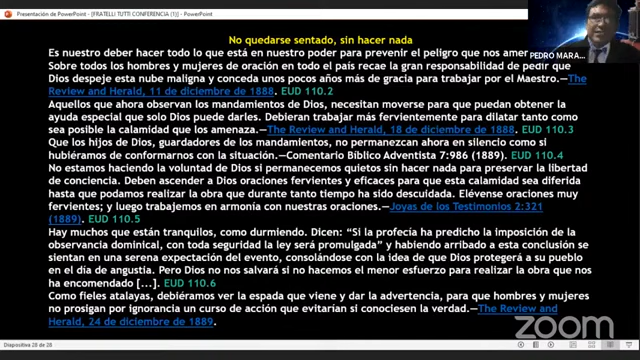 Presentación de PowerPoint - [FRATELLI TUTTI CONFERENCIA (1)]
No quedarse sentado, sin hacer nada
Es nuestro deber hacer todo lo que está en nuestro poder para prevenir el peligro que nos
PEDRO MARA...
Sobre todos los hombres y mujeres de oración en todo el país recae la gran responsabilidad de pedir que
Dios despeje esta nube maligna y conceda unos pocos años más de gracia para trabajar por el Maestro.—The
Review and Herald, 11 de diciembre de 1888. EUD 110.2
Aquellos que ahora observan los mandamientos de Dios, necesitan moverse para que puedan obtener la
ayuda especial que solo Dios puede darles. Debieran trabajar más fervientemente para dilatar tanto como
sea posible la calamidad que los amenaza.—The Review and Herald, 18 de diciembre de 1888. EUD 110.3
Que los hijos de Dios, guardadores de los mandamientos, no permanezcan ahora en silencio como si
hubiéramos de conformarnos con la situación.—Comentario Bíblico Adventista 7:986 (1889). EUD 110.4
No estamos haciendo la voluntad de Dios si permanecemos quietos sin hacer nada para preservar la libertad
de conciencia. Deben ascender a Dios oraciones fervientes y eficaces para que esta calamidad sea diferida
hasta que podamos realizar la obra que durante tanto tiempo ha sido descuidada. Elévense oraciones muy
fervientes; y luego trabajemos en armonía con nuestras oraciones.—Joyas de los Testimonios 2:321
(1889). EUD 110.5
Hay muchos que están tranquilos, como durmiendo. Dicen: “Si la profecía ha predicho la imposición de la
observancia dominical, con toda seguridad la ley será promulgada” y habiendo arribado a esta conclusión se
sientan en una serena expectación del evento, consolándose con la idea de que Dios protegerá a su pueblo
en el día de angustia. Pero Dios no nos salvará si no hacemos el menor esfuerzo para realizar la obra que nos
ha encomendado [...]. EUD 110.6
Como fieles atalayas, debiéramos ver la espada que viene y dar la advertencia, para que hombres y mujeres
no prosigan por ignorancia un curso de acción que evitarían si conociesen la verdad.—The Review and
Herald, 24 de diciembre de 1889.
zoom
Diapositiva 28 de 28